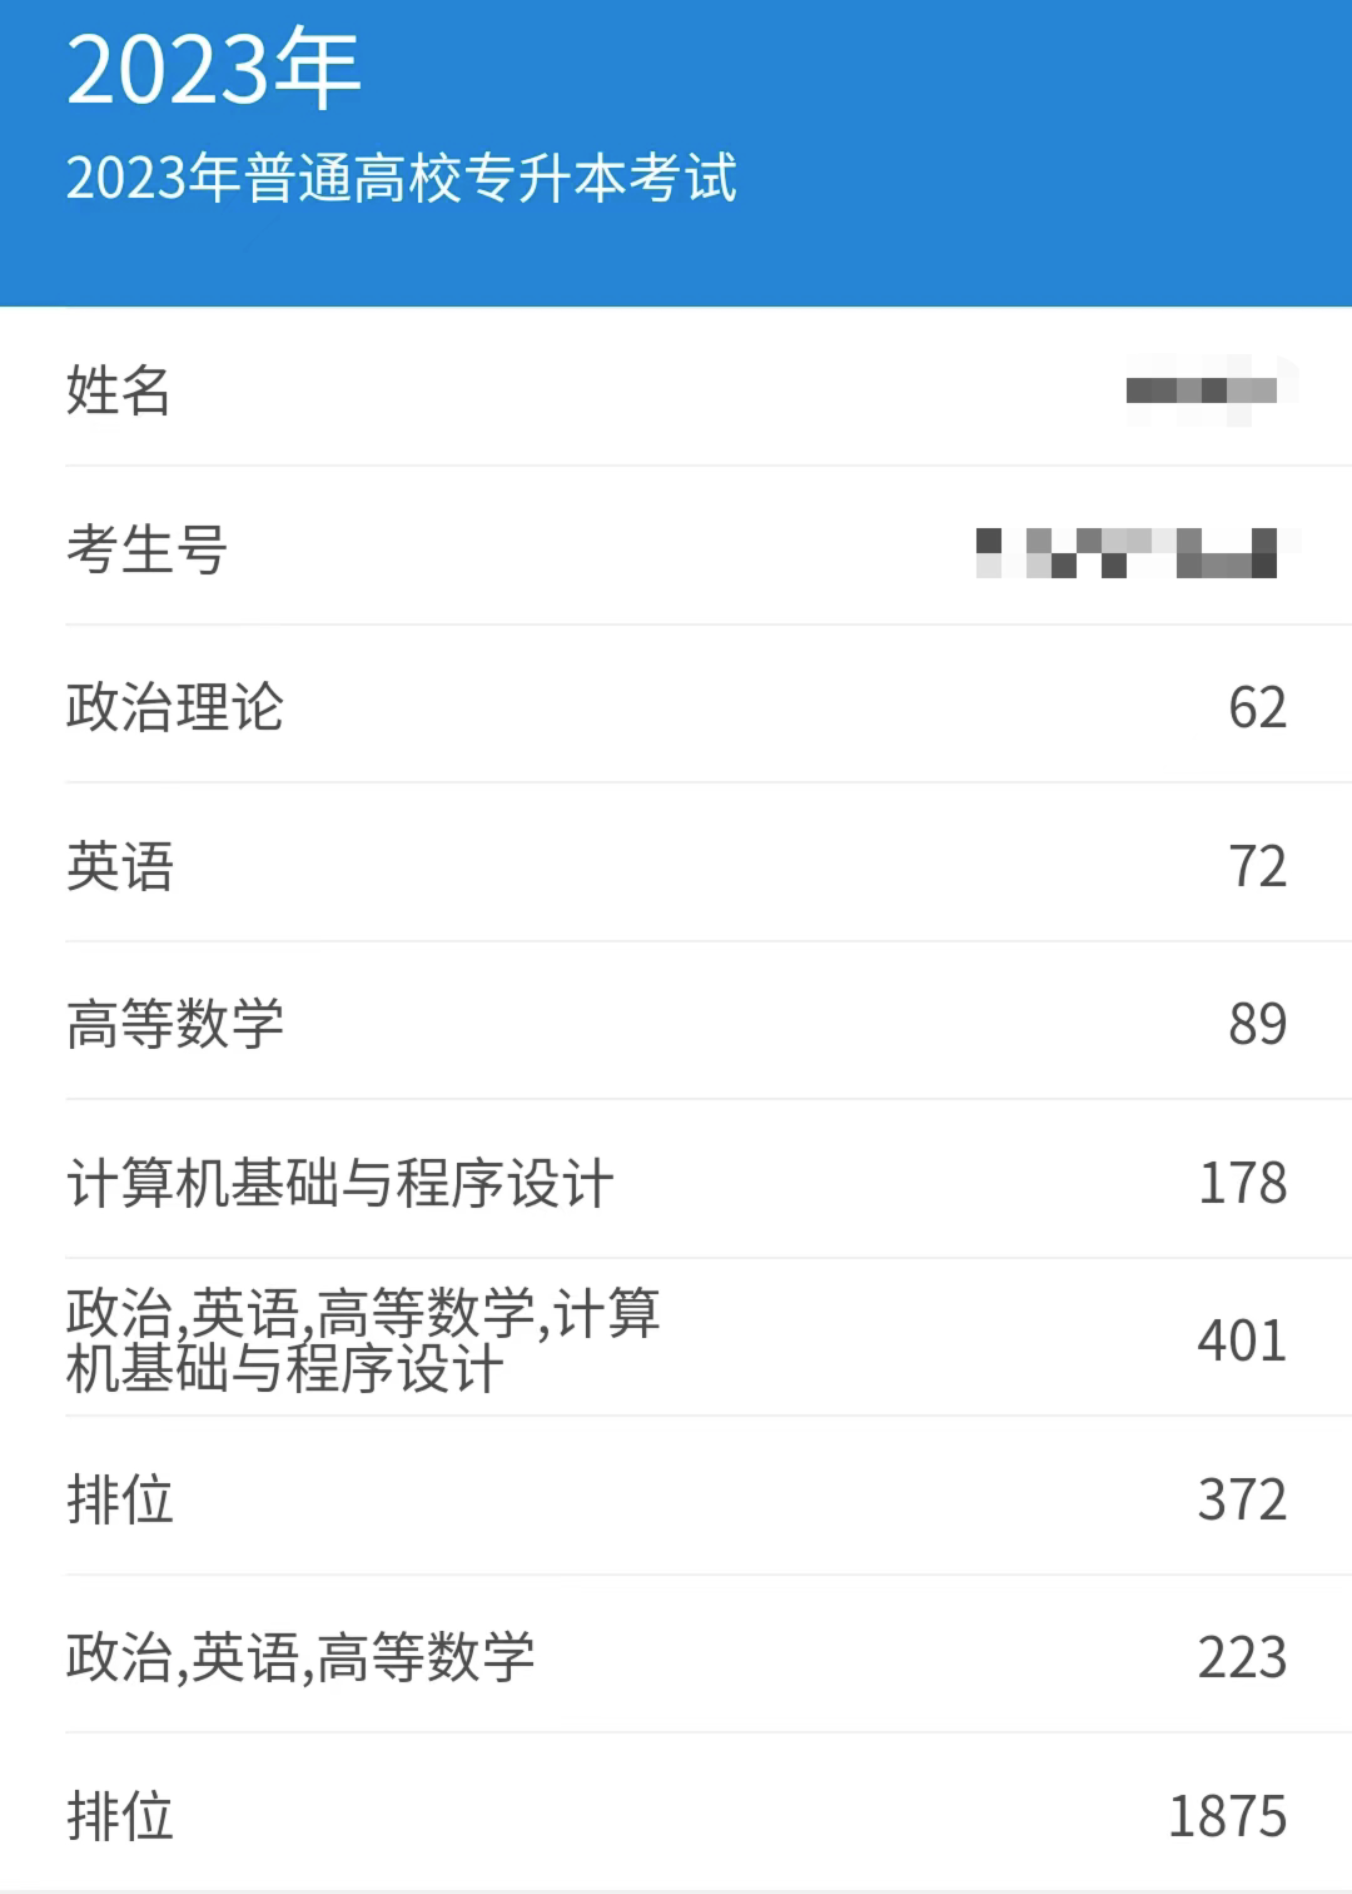 2023年
2023年普通高校专升本考试
姓名
考生号
政治理论 62
英语 72
高等数学 89
计算机基础与程序设计 178
政治,英语,高等数学,计算
机基础与程序设计 401
排位 372
政治,英语,高等数学 223
排位 1875